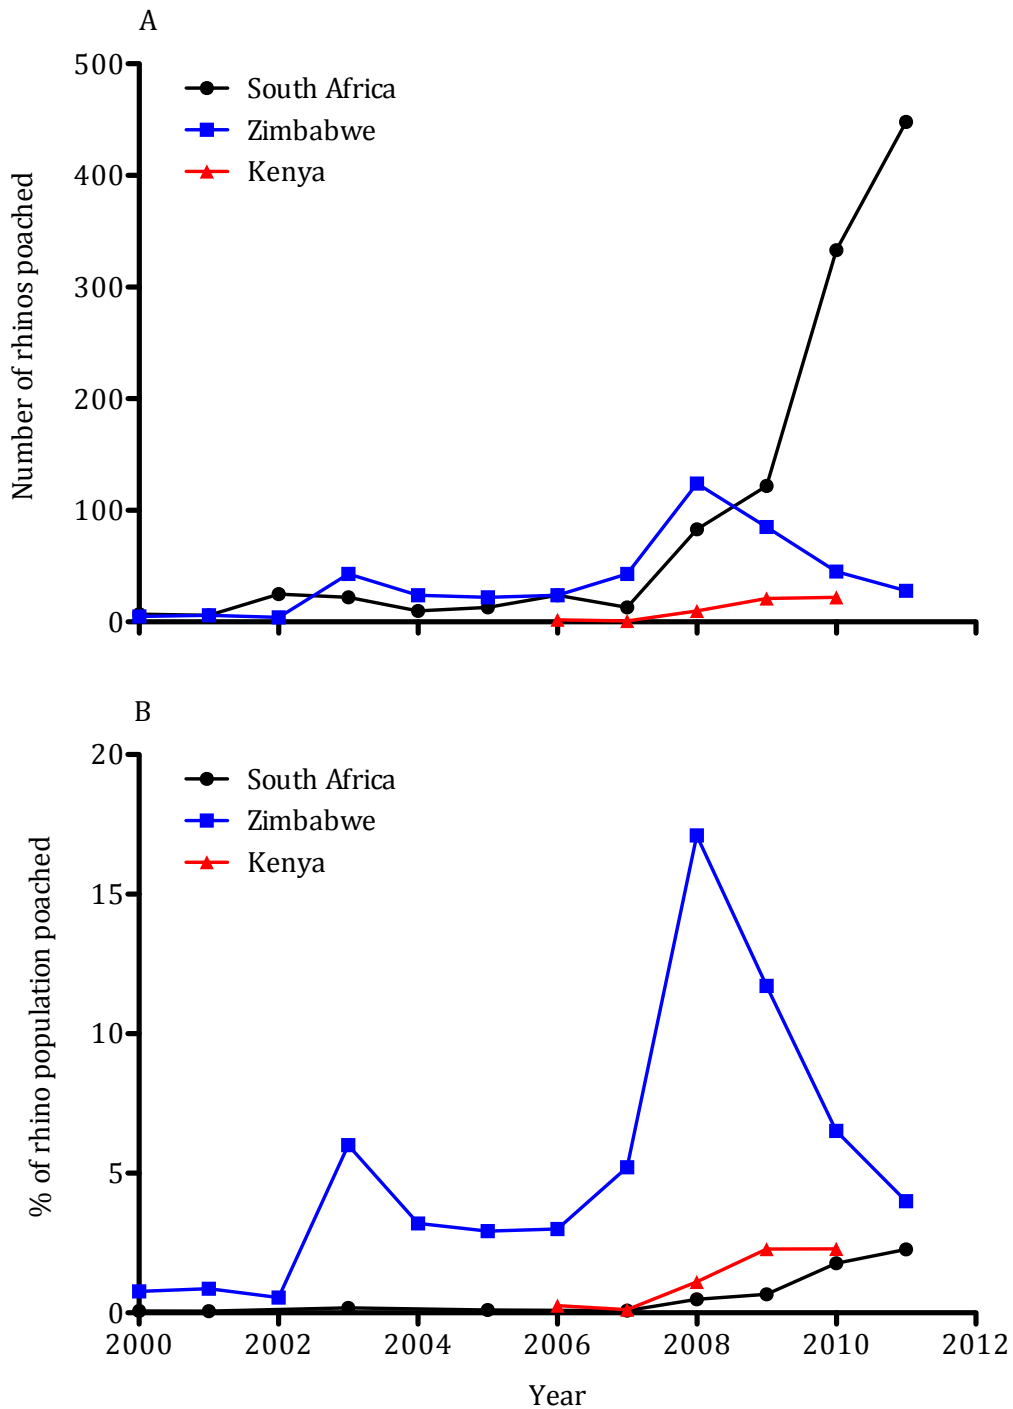 A
500
South Africa
Zimbabwe
400
Kenya
300
200
100
0
Number of rhinos poached
B
20
South Africa
Zimbabwe
Kenya
15
10
5
0
% of rhino population poached
2000 2002 2004 2006 2008 2010 2012
Year